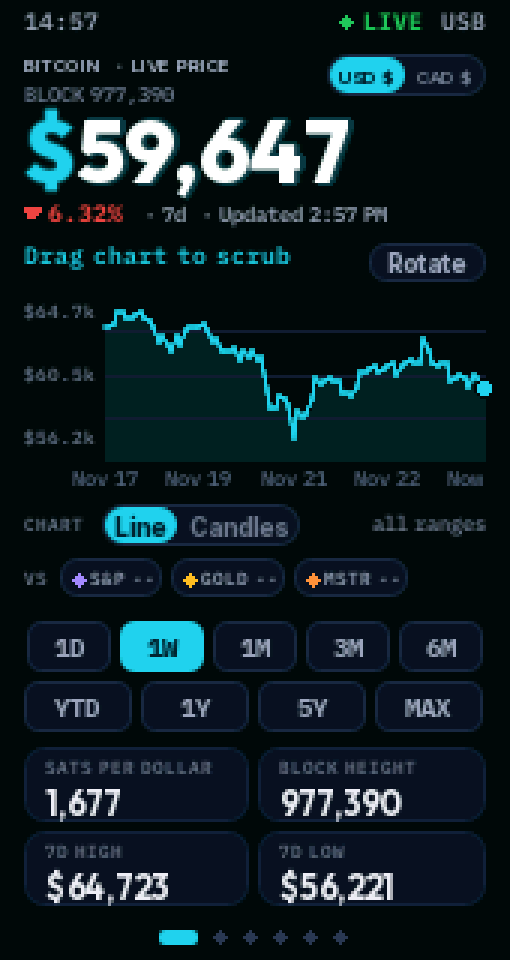 14:57 LIVE USB
BITCOIN · LIVE PRICE
USD $ CAD $
BLOCK 977,390
$59,647
6.32% · 7d · Updated 2:57 PM
Drag chart to scrub
Rotate
$64.7k
$60.5k
$56.2k
Nov 17 Nov 19 Nov 21 Nov 22 Now
CHART Line Candles all ranges
VS S&P -- GOLD -- MSTR --
1D 1W 1M 3M 6M
YTD 1Y 5Y MAX
SATS PER DOLLAR BLOCK HEIGHT
1,677 977,390
7D HIGH 7D LOW
$64,723 $56,221